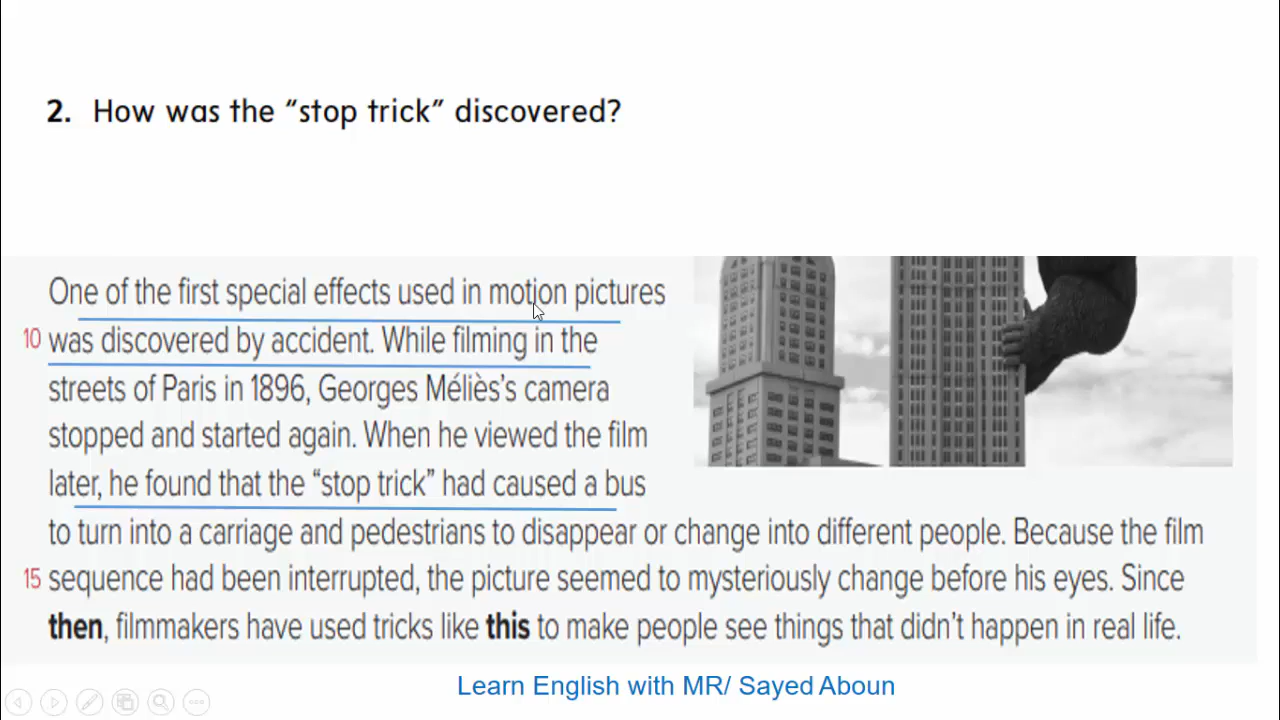 2. How was the “stop trick” discovered?
One of the first special effects used in motion pictures
10 was discovered by accident. While filming in the
streets of Paris in 1896, Georges Méliès’s camera
stopped and started again. When he viewed the film
later, he found that the “stop trick” had caused a bus
to turn into a carriage and pedestrians to disappear or change into different people. Because the film
15 sequence had been interrupted, the picture seemed to mysteriously change before his eyes. Since
then, filmmakers have used tricks like this to make people see things that didn’t happen in real life.
Learn English with MR/ Sayed Aboun